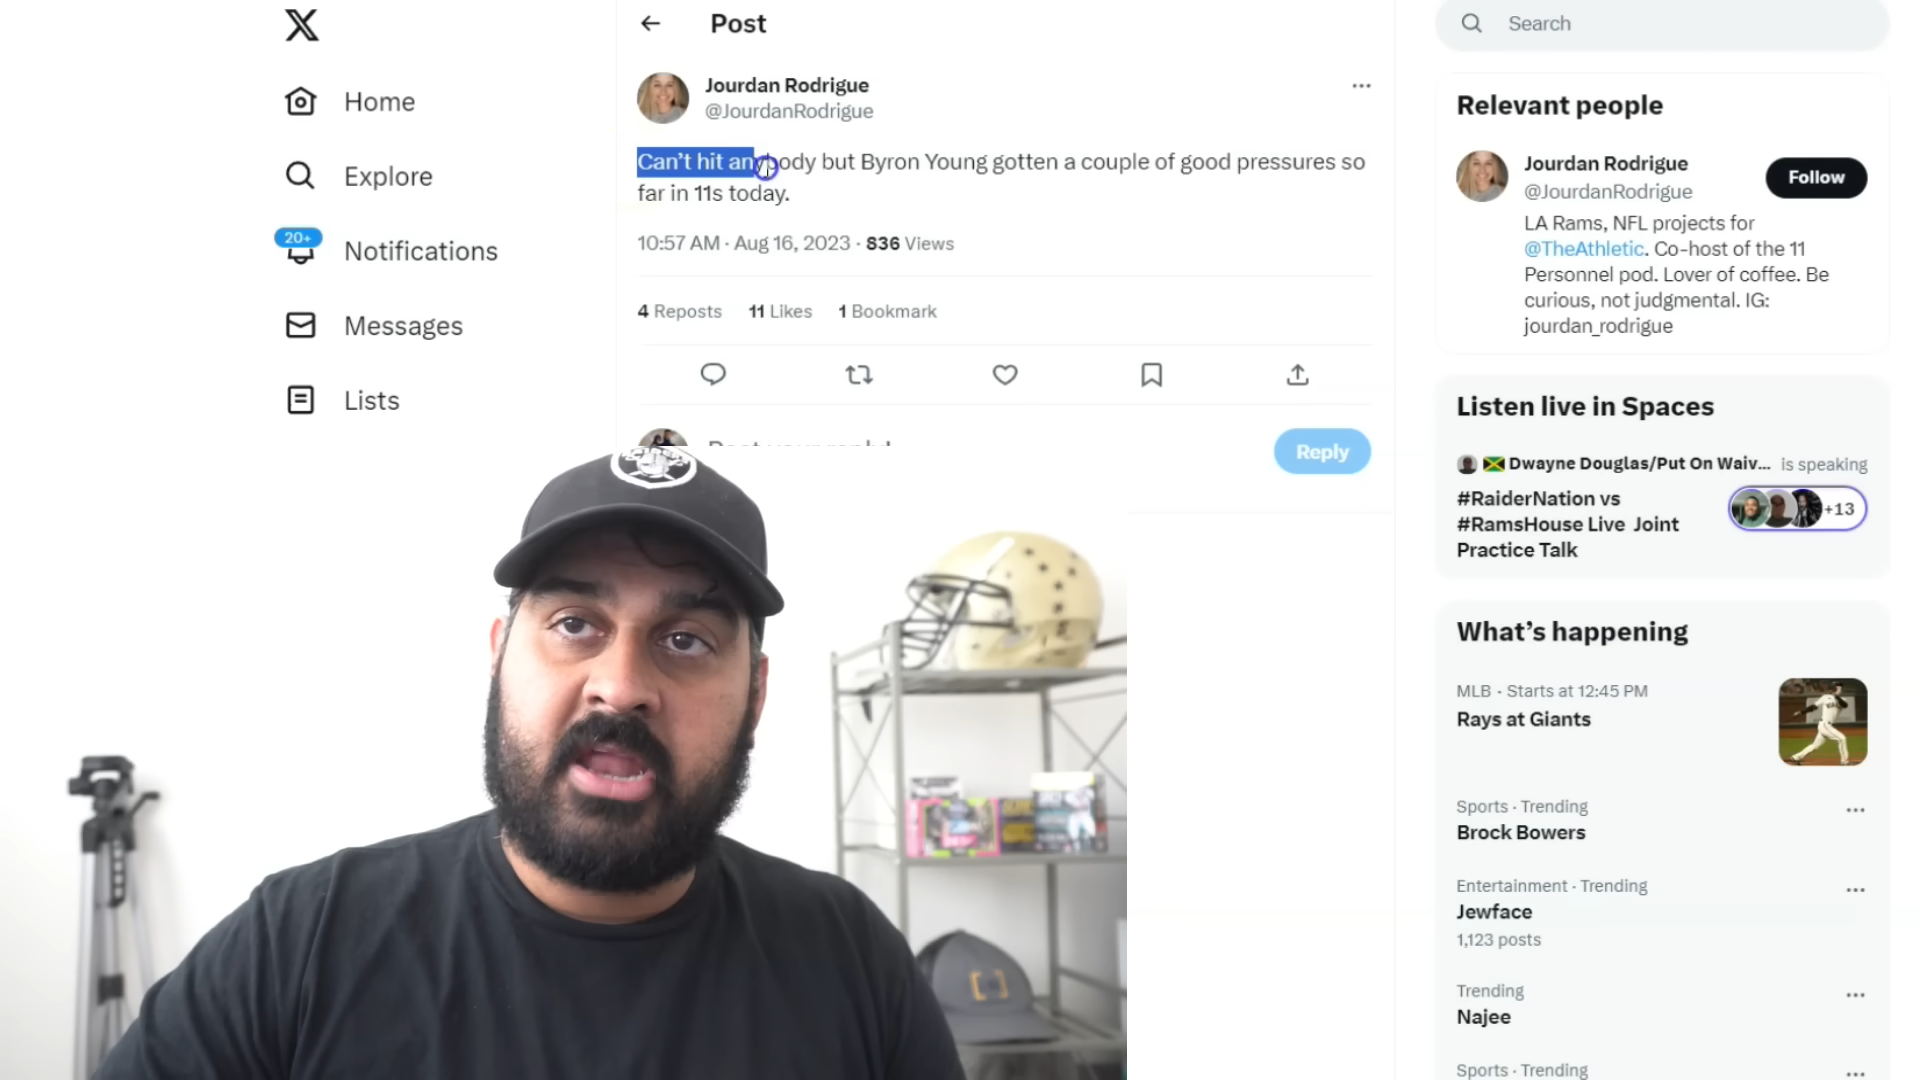 Home
Explore
20+
Notifications
Messages
Lists
Post
Jourdan Rodrigue
@JourdanRodrigue
Can't hit anybody but Byron Young gotten a couple of good pressures so
far in 11s today.
10:57 AM · Aug 16, 2023 · 836 Views
4 Reposts 11 Likes 1 Bookmark
Reply
Search
Relevant people
Jourdan Rodrigue
@JourdanRodrigue
Follow
LA Rams, NFL projects for
@TheAthletic. Co-host of the 11
Personnel pod. Lover of coffee. Be
curious, not judgmental. IG:
jourdan_rodrigue
Listen live in Spaces
Dwayne Douglas/Put On Waiv... is speaking
#RaiderNation vs
#RamsHouse Live Joint
Practice Talk
+13
What's happening
MLB · Starts at 12:45 PM
Rays at Giants
Sports · Trending
Brock Bowers
Entertainment · Trending
Jewface
1,123 posts
Trending
Najee
Sports · Trending